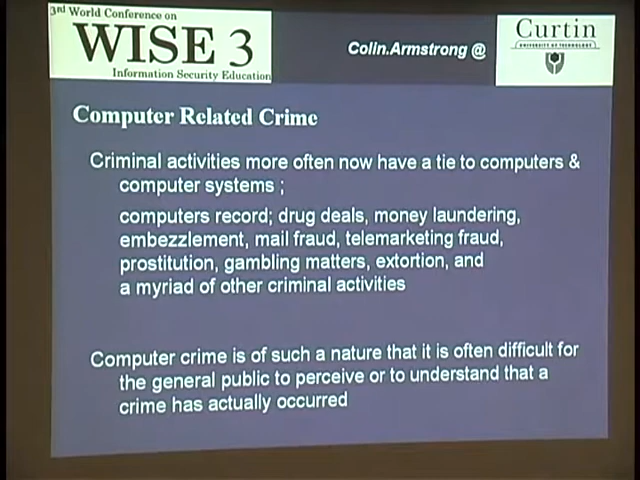 3rd World Conference on
WISE 3
Information Security Education
Colin.Armstrong @
Curtin
UNIVERSITY OF TECHNOLOGY
Computer Related Crime
Criminal activities more often now have a tie to computers &
computer systems ;
computers record; drug deals, money laundering,
embezzlement, mail fraud, telemarketing fraud,
prostitution, gambling matters, extortion, and
a myriad of other criminal activities
Computer crime is of such a nature that it is often difficult for
the general public to perceive or to understand that a
crime has actually occurred